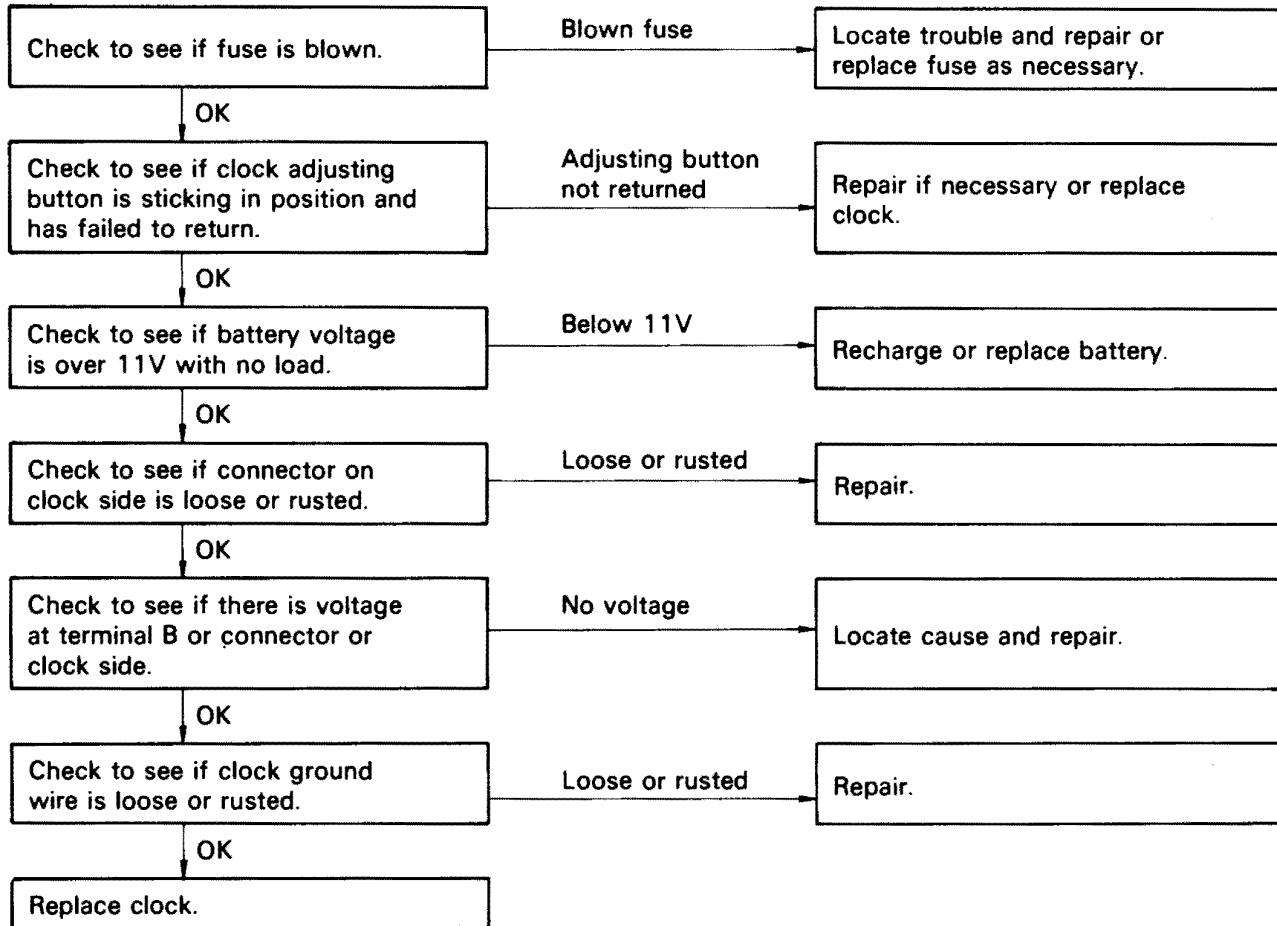 Check to see if fuse is blown.
Blown fuse
Locate trouble and repair or
replace fuse as necessary.
OK
Check to see if clock adjusting
button is sticking in position and
has failed to return.
Adjusting button
not returned
Repair if necessary or replace
clock.
OK
Check to see if battery voltage
is over 11V with no load.
Below 11V
Recharge or replace battery.
OK
Check to see if connector on
clock side is loose or rusted.
Loose or rusted
Repair.
OK
Check to see if there is voltage
at terminal B or connector or
clock side.
No voltage
Locate cause and repair.
OK
Check to see if clock ground
wire is loose or rusted.
Loose or rusted
Repair.
OK
Replace clock.